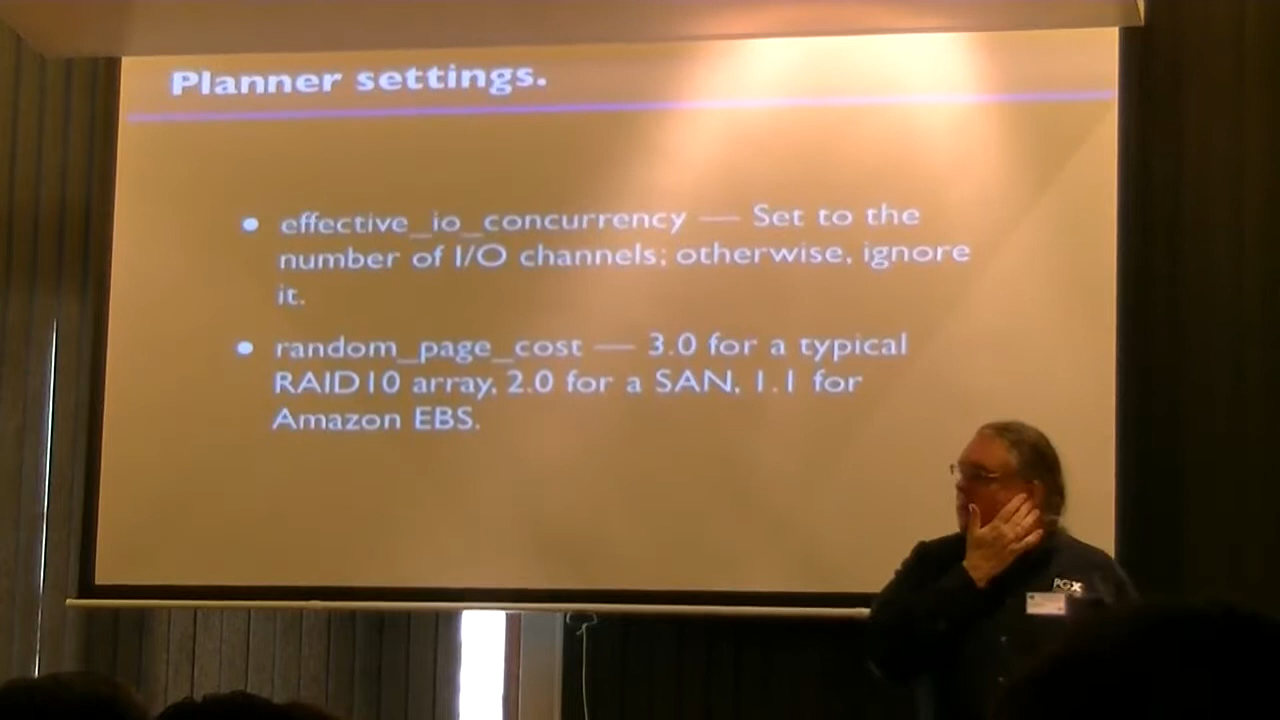 Planner settings.
• effective_io_concurrency — Set to the
number of I/O channels; otherwise, ignore
it.
• random_page_cost — 3.0 for a typical
RAID10 array, 2.0 for a SAN, 1.1 for
Amazon EBS.
PGX